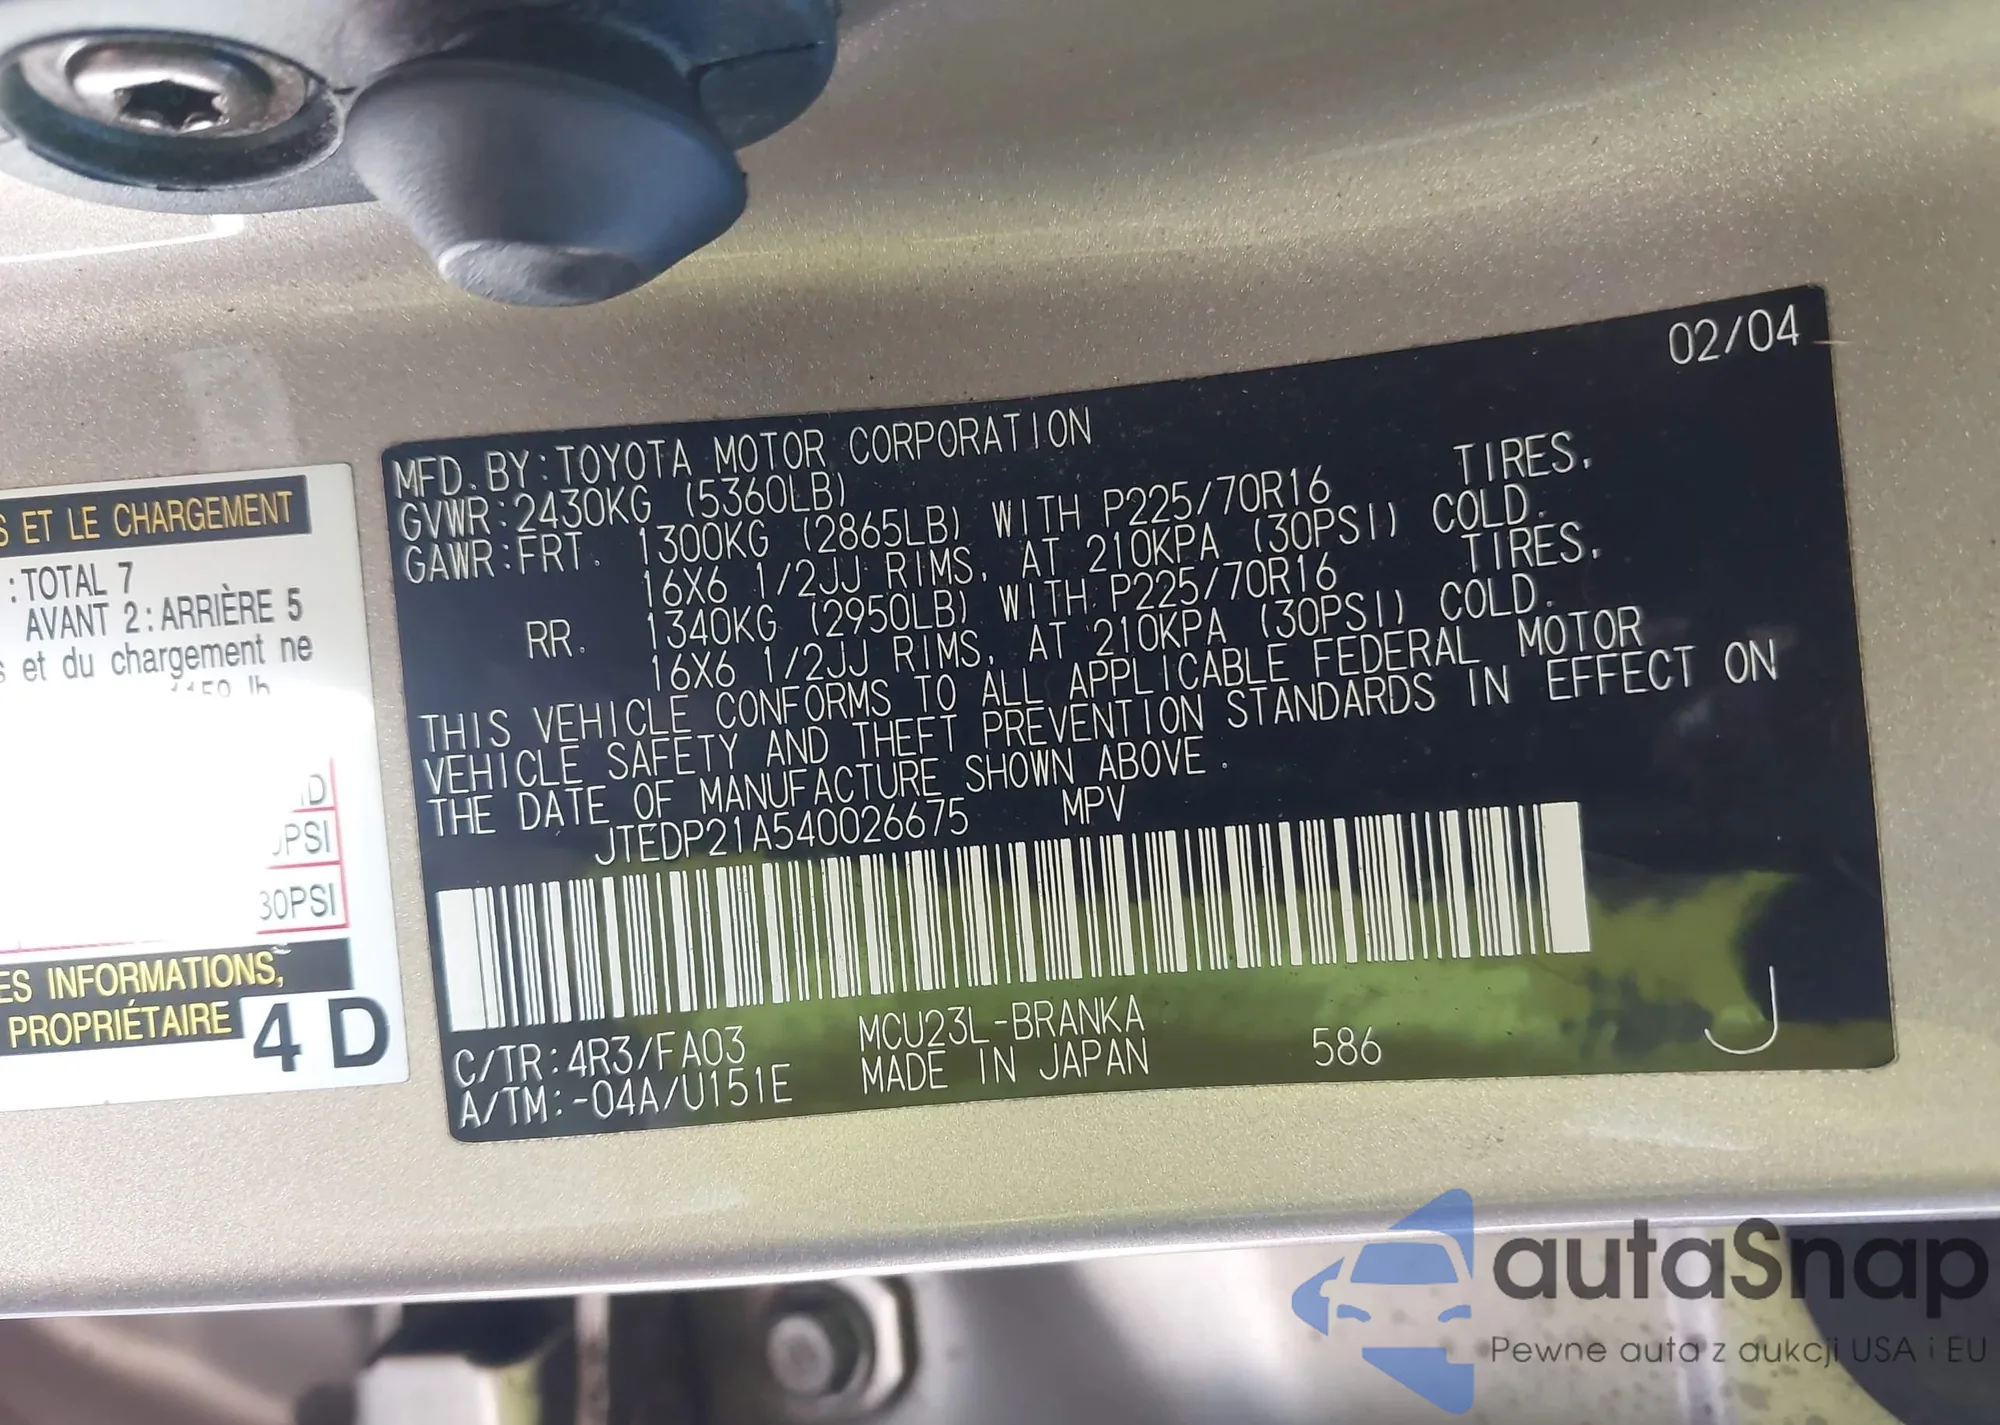 S ET LE CHARGEMENT
:TOTAL 7
AVANT 2:ARRIÈRE 5
s et du chargement ne
PSI
30PSI
ES INFORMATIONS,
PROPRIÉTAIRE
4D
02/04
MFD. BY:TOYOTA MOTOR CORPORATION
GVWR:2430KG (5360LB)
GAWR:FRT. 1300KG (2865LB) WITH P225/70R16 TIRES,
16X6 1/2JJ RIMS, AT 210KPA (30PSI) COLD.
RR. 1340KG (2950LB) WITH P225/70R16 TIRES,
16X6 1/2JJ RIMS, AT 210KPA (30PSI) COLD.
THIS VEHICLE CONFORMS TO ALL APPLICABLE FEDERAL MOTOR
VEHICLE SAFETY AND THEFT PREVENTION STANDARDS IN EFFECT ON
THE DATE OF MANUFACTURE SHOWN ABOVE.
JTEDP21A540026675 MPV
C/TR:4R3/FA03 MCU23L-BRANKA 586 J
A/TM:-04A/U151E MADE IN JAPAN
autaSnap
Pewne auta z aukcji USA i EU